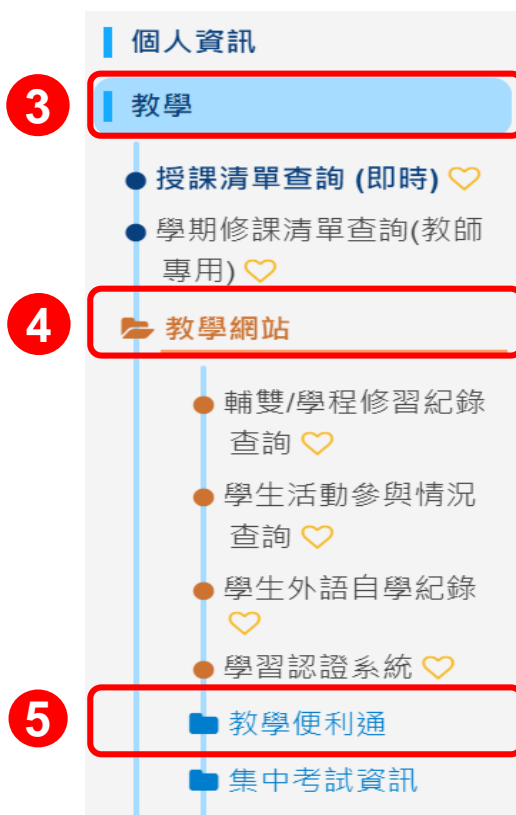 個人資訊
3
教學
授課清單查詢 (即時)
學期修課清單查詢(教師
專用)
4
教學網站
輔雙/學程修習紀錄
查詢
學生活動參與情況
查詢
學生外語自學紀錄
學習認證系統
5
教學便利通
集中考試資訊